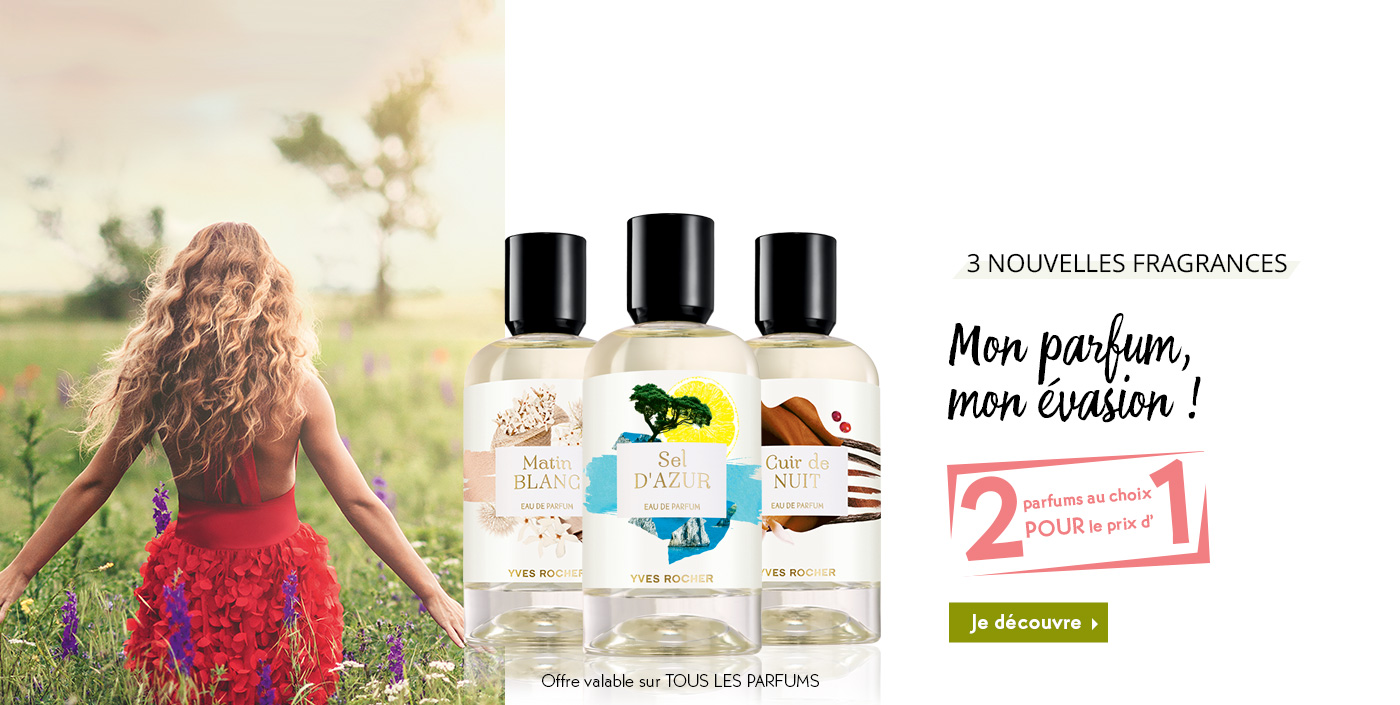 Matin
BLANC
EAU DE PARFUM
YVES ROCHER
Sel
D'AZUR
EAU DE PARFUM
YVES ROCHER
Cuir de
NUIT
EAU DE PARFUM
YVES ROCHER
Offre valable sur TOUS LES PARFUMS
3 NOUVELLES FRAGRANCES
Mon parfum,
mon évasion !
2 parfums au choix
POUR le prix d' 1
Je découvre